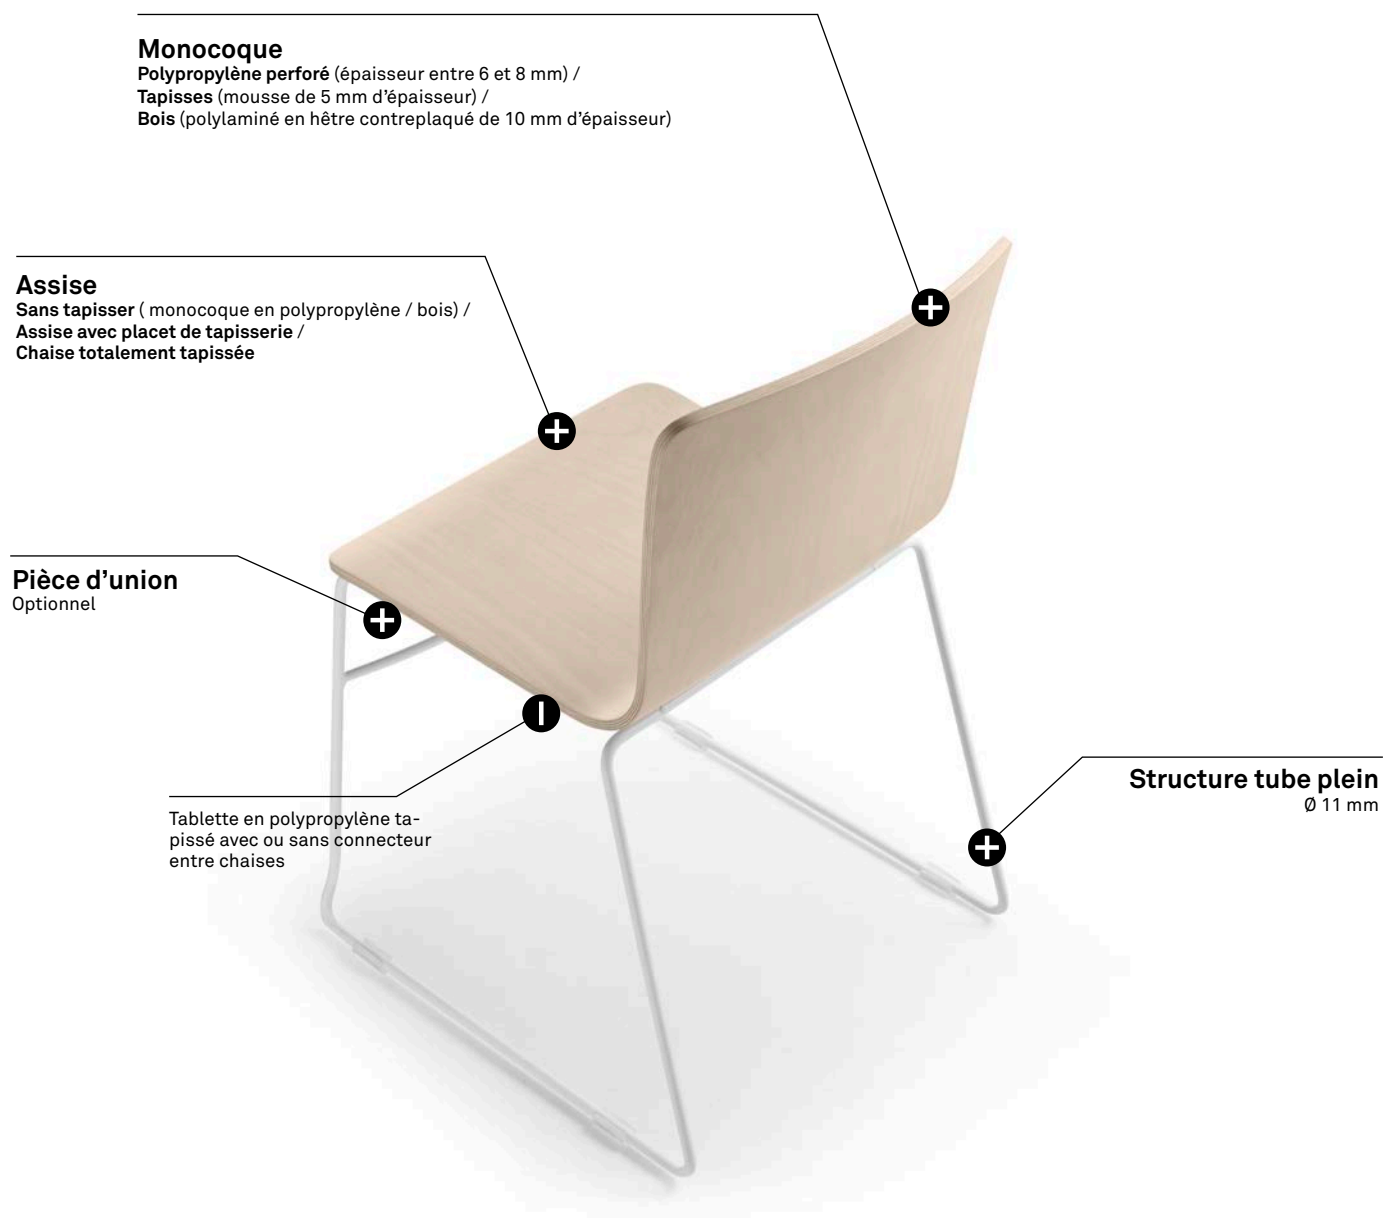 Monocoque
Polypropylène perforé (épaisseur entre 6 et 8 mm) /
Tapisses (mousse de 5 mm d’épaisseur) /
Bois (polylaminé en hêtre contreplaqué de 10 mm d’épaisseur)
Assise
Sans tapisser ( monocoque en polypropylène / bois) /
Assise avec placet de tapisserie /
Chaise totalement tapissée
Pièce d’union
Optionnel
Tablette en polypropylène ta-
pissé avec ou sans connecteur
entre chaises
Structure tube plein
Ø 11 mm